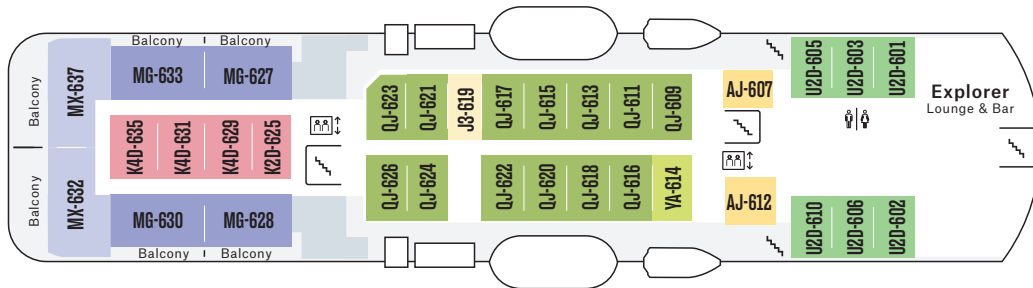 Balcony
Balcony
Balcony
MX-637
MG-633
MG-627
K4D-635
K4D-631
K4D-629
K2D-625
QJ-623
QJ-621
J3-619
QJ-617
QJ-615
QJ-613
QJ-611
QJ-609
AJ-607
U2D-605
U2D-603
U2D-601
Explorer
Lounge & Bar
Balcony
MX-632
MG-630
MG-628
Balcony
Balcony
QJ-626
QJ-624
QJ-622
QJ-620
QJ-618
QJ-616
YA-614
AJ-612
U2D-610
U2D-606
U2D-602